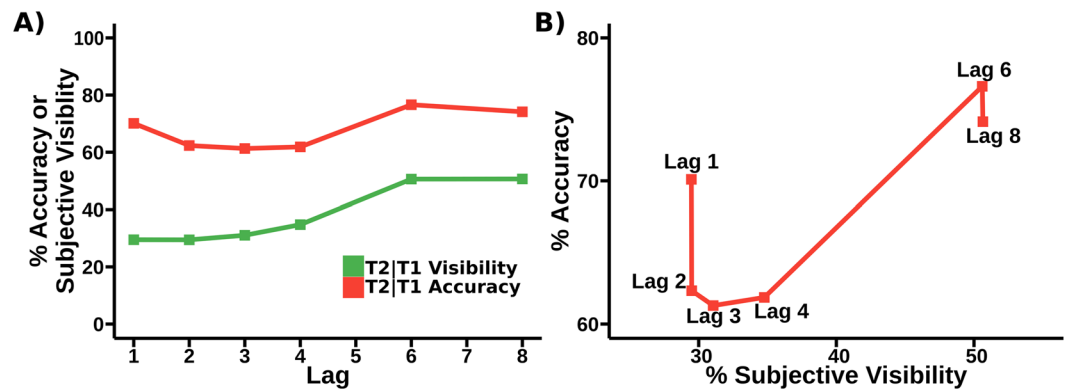 A)
% Accuracy or
Subjective Visiblity
100
80
60
40
20
0
T2|T1 Visibility
T2|T1 Accuracy
1 2 3 4 5 6 7 8
Lag
B)
% Accuracy
80
70
60
Lag 6
Lag 8
Lag 1
Lag 2
Lag 3
Lag 4
30 40 50
% Subjective Visibility